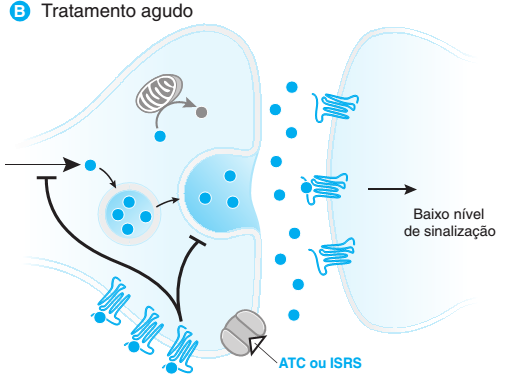 B Tratamento agudo
Baixo nível
de sinalização
ATC ou ISRS